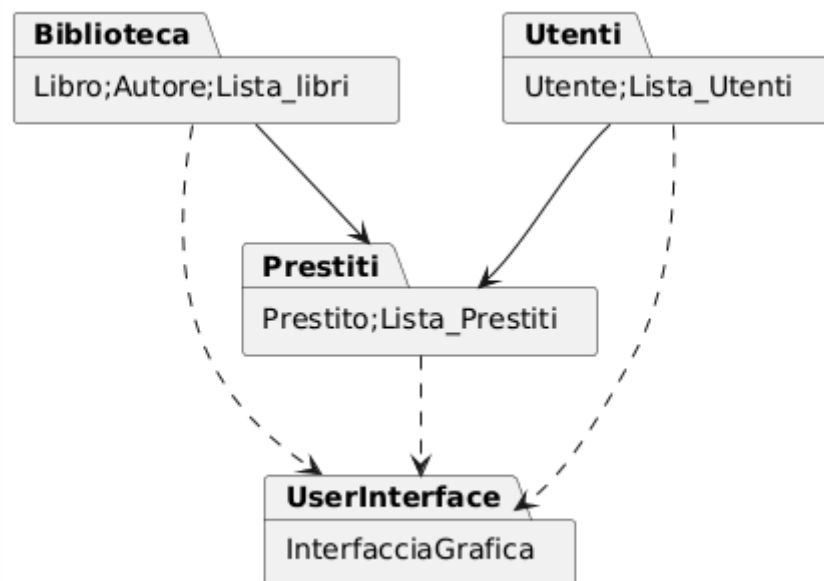 Biblioteca
Libro;Autore;Lista_libri
Utenti
Utente;Lista_Utenti
Prestiti
Prestito;Lista_Prestiti
UserInterface
InterfacciaGrafica